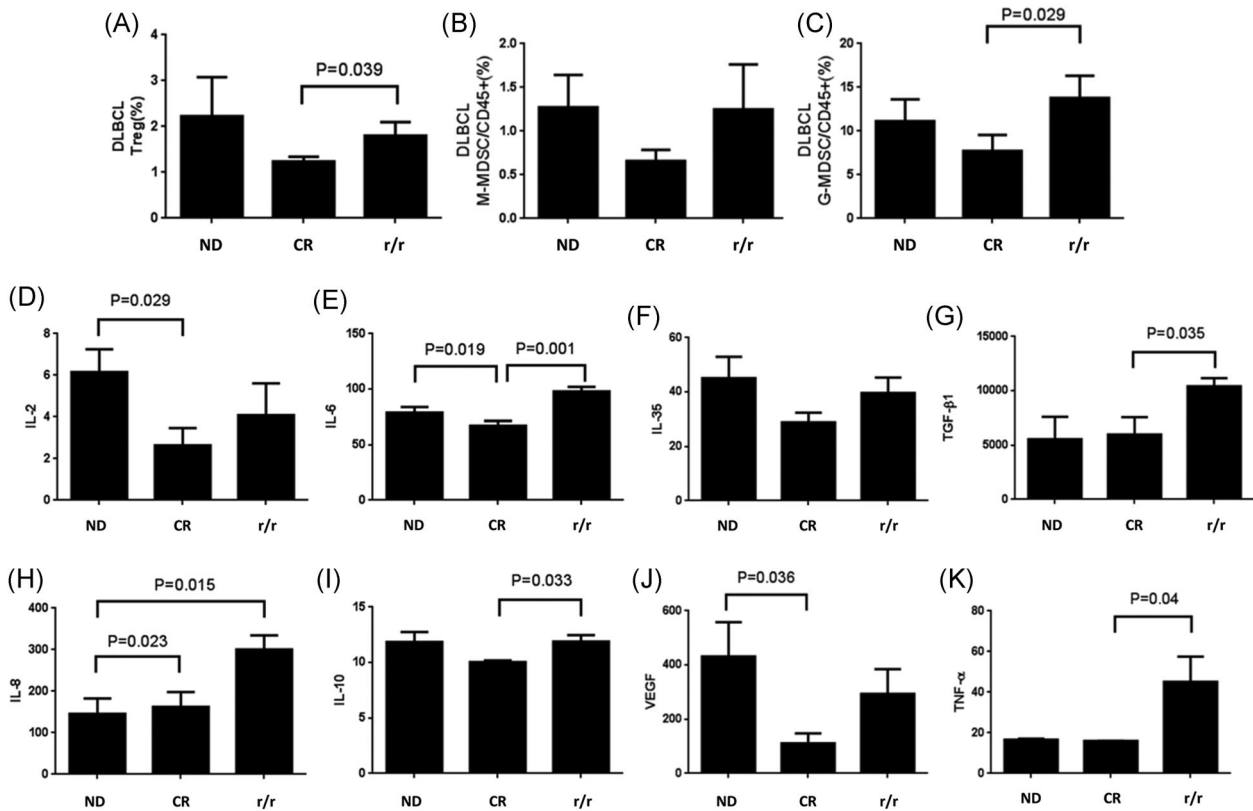 (A)
P=0.039
DLBCL
Treg(%)
4
3
2
1
0
ND CR r/r
(B)
DLBCL
M-MDSC/CD45+(%)
2.0
1.5
1.0
0.5
0.0
ND CR r/r
(C)
P=0.029
DLBCL
G-MDSC/CD45+(%)
20
15
10
5
0
ND CR r/r
(D)
P=0.029
IL-2
8
6
4
2
0
ND CR r/r
(E)
P=0.019 P=0.001
IL-6
150
100
50
0
ND CR r/r
(F)
IL-35
60
40
20
0
ND CR r/r
(G)
P=0.035
TGF-β1
15000
10000
5000
0
ND CR r/r
(H)
P=0.015
P=0.023
IL-8
400
300
200
100
0
ND CR r/r
(I)
P=0.033
IL-10
15
10
5
0
ND CR r/r
(J)
P=0.036
VEGF
600
400
200
0
ND CR r/r
(K)
P=0.04
TNF-α
80
60
40
20
0
ND CR r/r